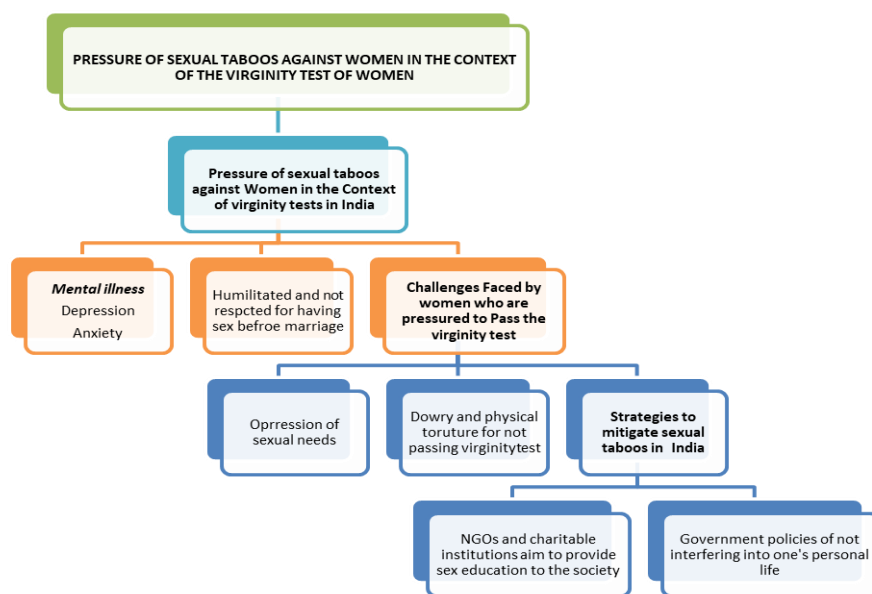 PRESSURE OF SEXUAL TABOOS AGAINST WOMEN IN THE CONTEXT
OF THE VIRGINITY TEST OF WOMEN
Pressure of sexual taboos
against Women in the Context
of virginity tests in India
Mental illness
Depression
Anxiety
Humilitated and not
respcted for having
sex befroe marriage
Challenges Faced by
women who are
pressured to Pass the
virginity test
Oprression of
sexual needs
Dowry and physical
toruture for not
passing virginitytest
Strategies to
mitigate sexual
taboos in India
NGOs and charitable
institutions aim to provide
sex education to the society
Government policies of not
interfering into one's personal
life